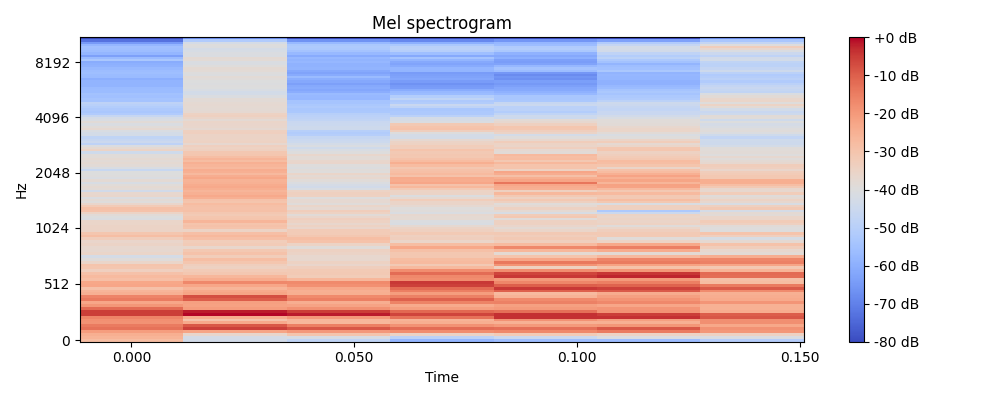 Mel spectrogram
+0 dB
8192
-10 dB
4096
-20 dB
-30 dB
2048
-40 dB
Hz
1024
-50 dB
512
-60 dB
-70 dB
0
-80 dB
0.000
0.050
0.100
0.150
Time